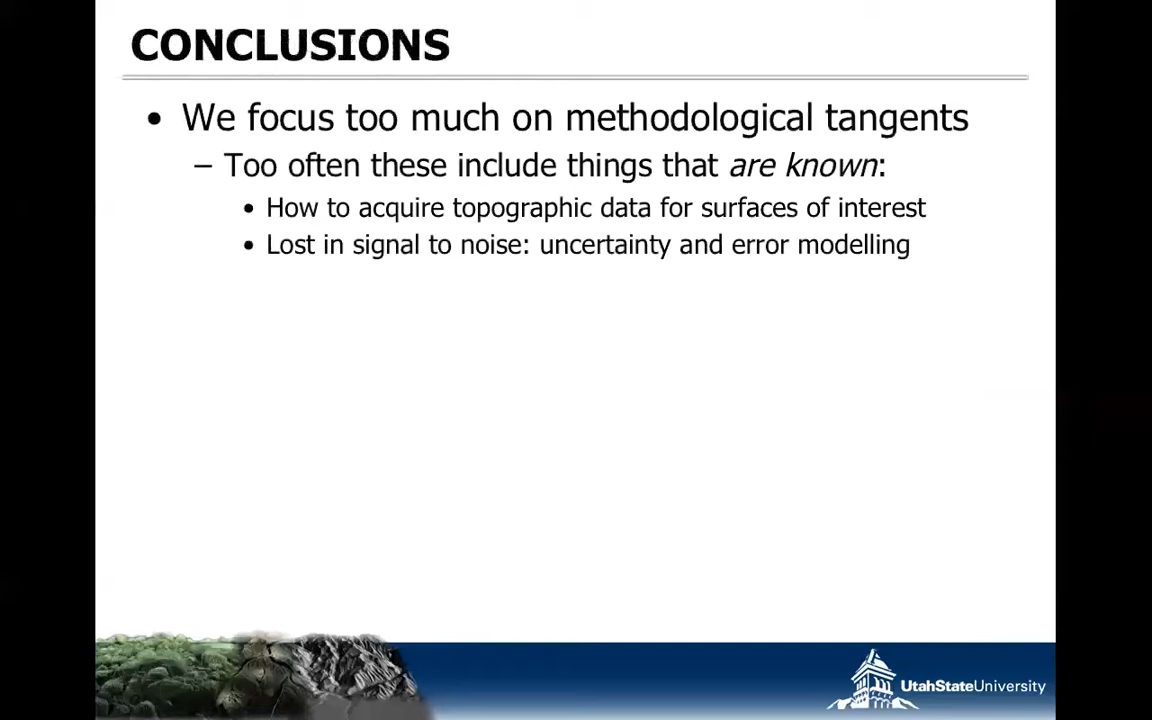 CONCLUSIONS
• We focus too much on methodological tangents
– Too often these include things that are known:
• How to acquire topographic data for surfaces of interest
• Lost in signal to noise: uncertainty and error modelling
UtahStateUniversity